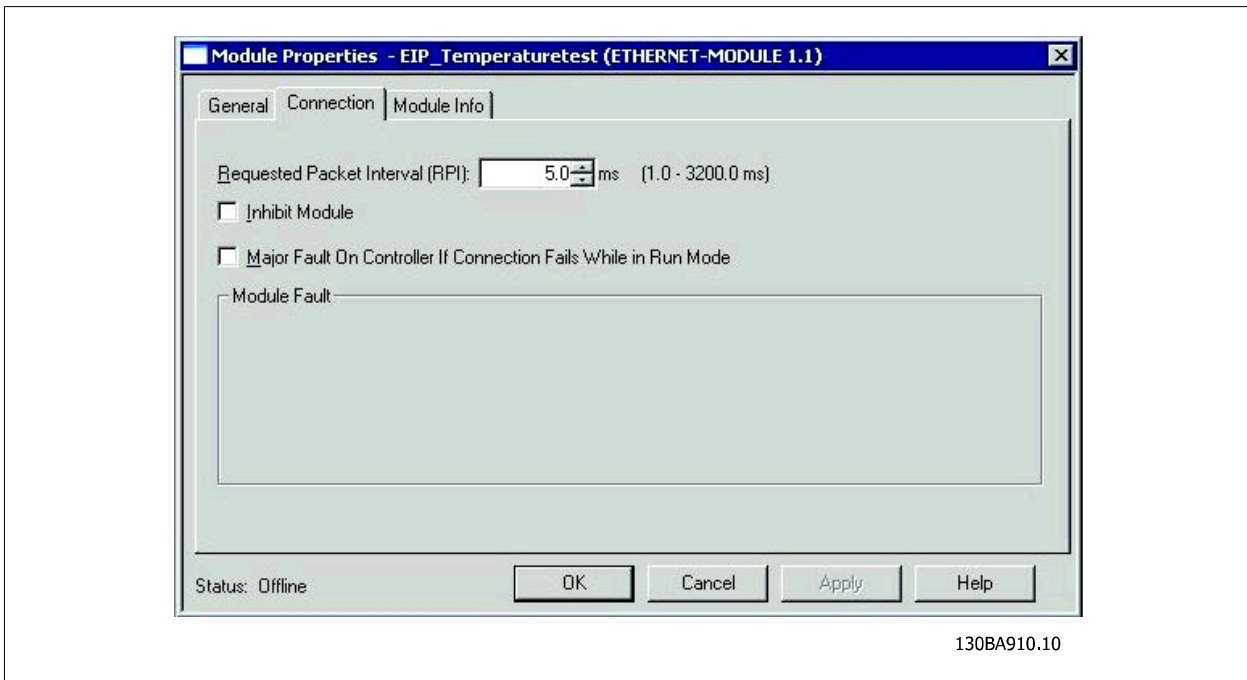 Module Properties - EIP_Temperaturetest (ETHERNET-MODULE 1.1)
General Connection Module Info
Requested Packet Interval (RPI): 5.0 ms (1.0 - 3200.0 ms)
Inhibit Module
Major Fault On Controller If Connection Fails While in Run Mode
Module Fault
Status: Offline OK Cancel Apply Help
130BA910.10